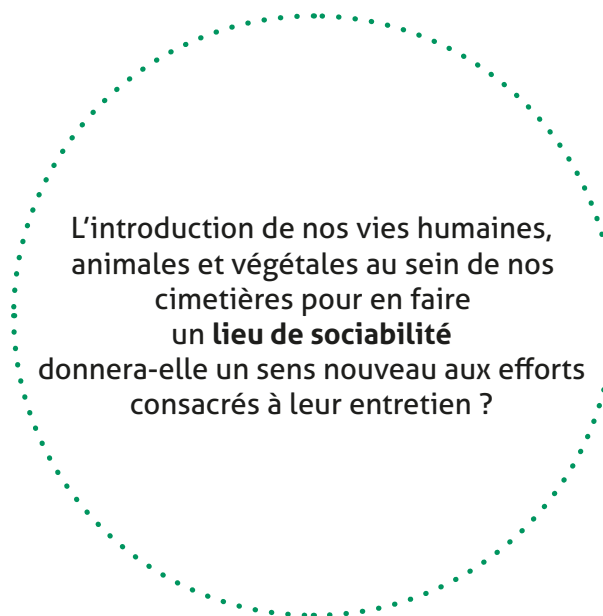 L’introduction de nos vies humaines,
animales et végétales au sein de nos
cimetières pour en faire
un lieu de sociabilité
donnera-elle un sens nouveau aux efforts
consacrés à leur entretien ?